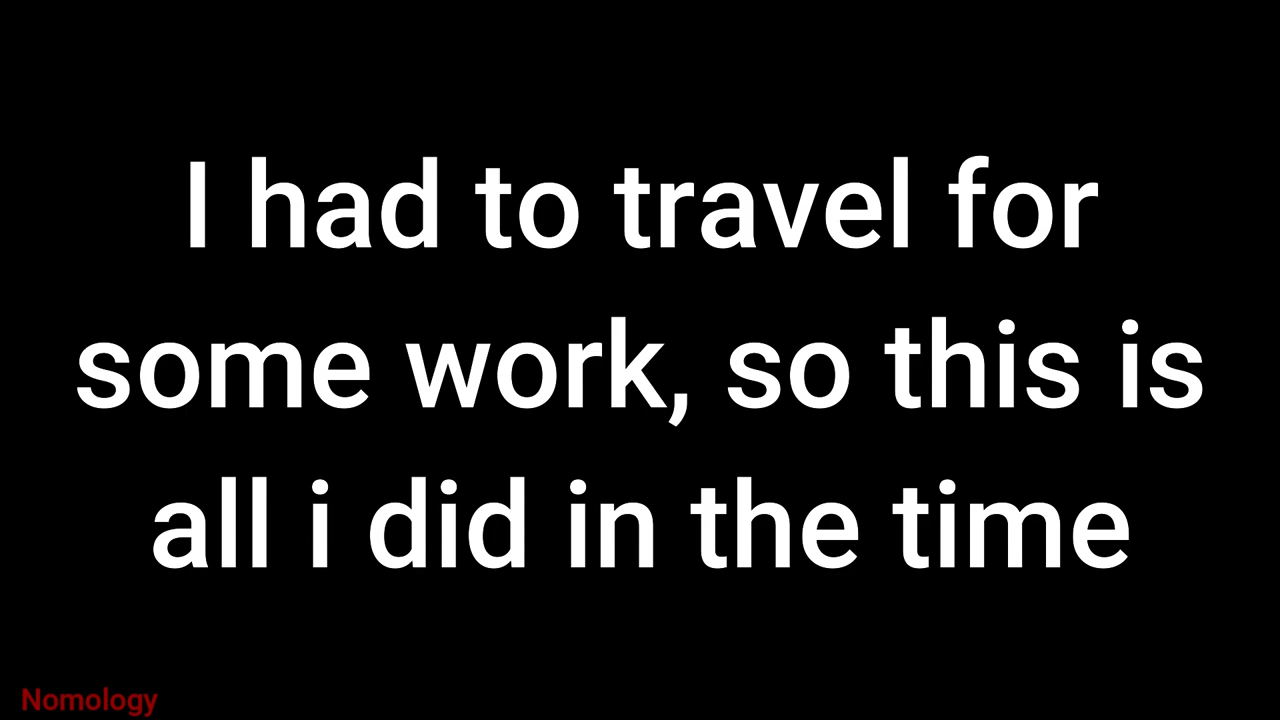 I had to travel for
some work, so this is
all i did in the time
Nomology